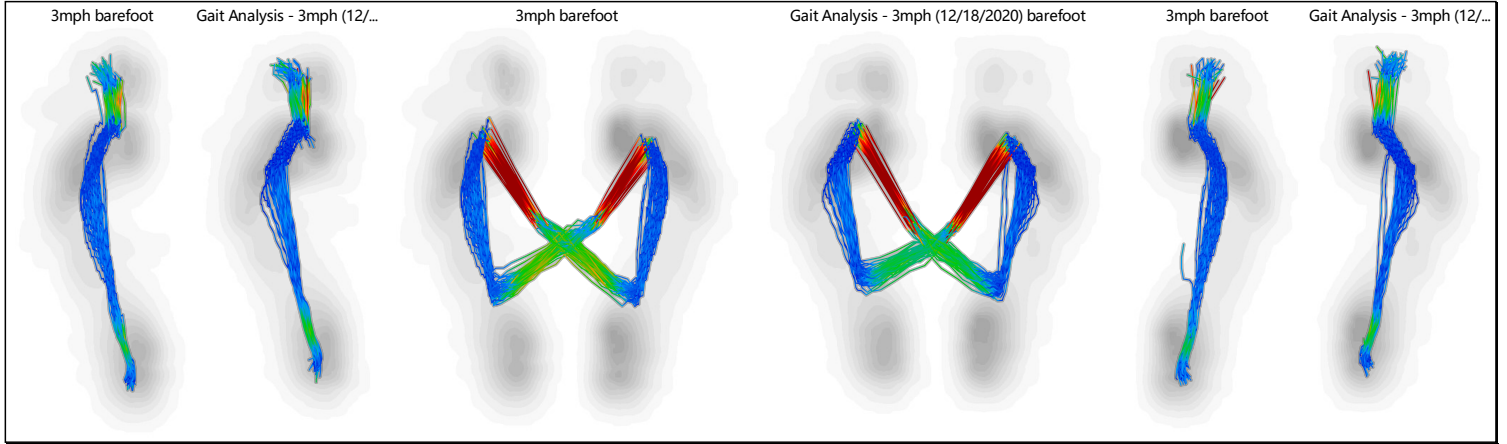 3mph barefoot
Gait Analysis - 3mph (12/...
3mph barefoot
Gait Analysis - 3mph (12/18/2020) barefoot
3mph barefoot
Gait Analysis - 3mph (12/...